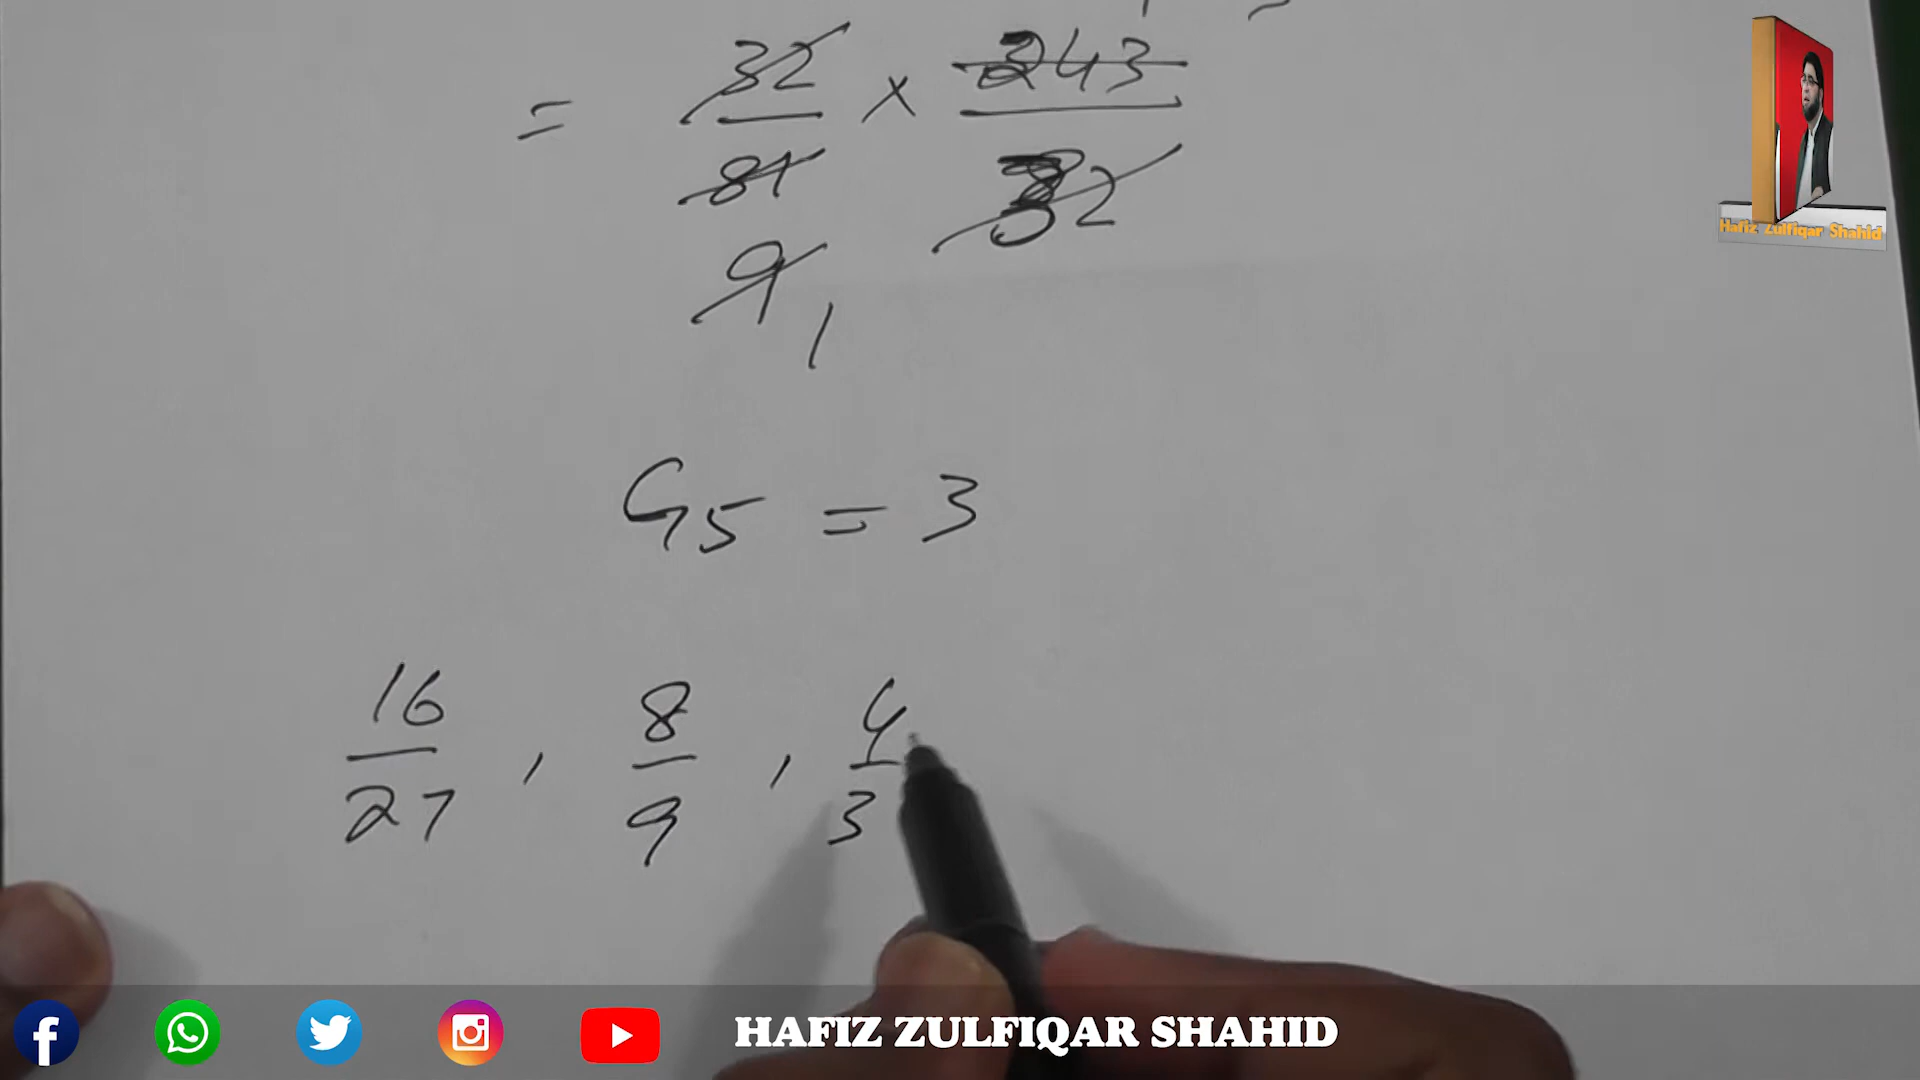 = 32/81 × 243/32
9 1
G5 = 3
16/27 , 8/9 , 4/3
Hafiz Zulfiqar Shahid
HAFIZ ZULFIQAR SHAHID